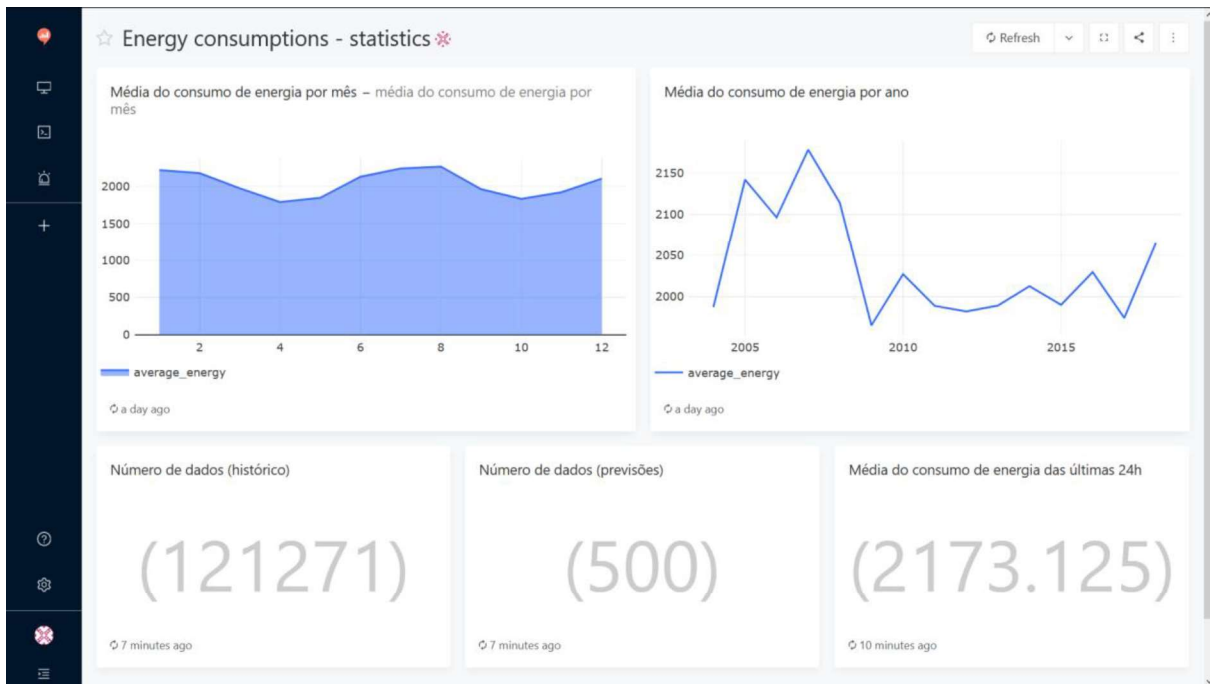 Energy consumptions - statistics
Refresh
Média do consumo de energia por mês – média do consumo de energia por
mês
2000
1500
1000
500
0
2 4 6 8 10 12
average_energy
a day ago
Média do consumo de energia por ano
2150
2100
2050
2000
2005 2010 2015
average_energy
a day ago
Número de dados (histórico)
(121271)
7 minutes ago
Número de dados (previsões)
(500)
7 minutes ago
Média do consumo de energia das últimas 24h
(2173.125)
10 minutes ago